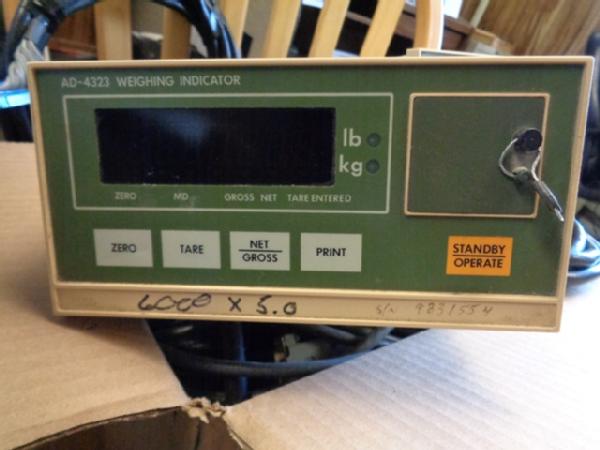 AD-4323 WEIGHING INDICATOR
lb
kg
ZERO MD GROSS NET TARE ENTERED
ZERO TARE NET GROSS PRINT STANDBY OPERATE
6000 X 5.0 S/N 9831554